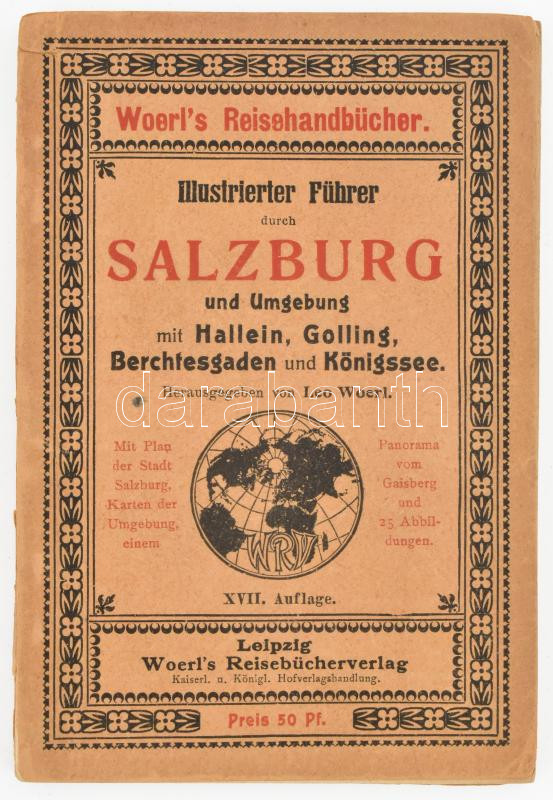 Woerl's Reisehandbücher.
Illustrierter Führer
durch
SALZBURG
und Umgebung
mit Hallein, Golling,
Berchtesgaden und Königssee.
Herausgegeben von Leo Woerl.
darabanth
Mit Plan
der Stadt
Salzburg,
Karten der
Umgebung,
einem
Panorama
vom
Gaisberg
und
25 Abbil-
dungen.
WRV
XVII. Auflage.
Leipzig
Woerl's Reisebücherverlag
Kaiserl. u. Königl. Hofverlagshandlung.
Preis 50 Pf.